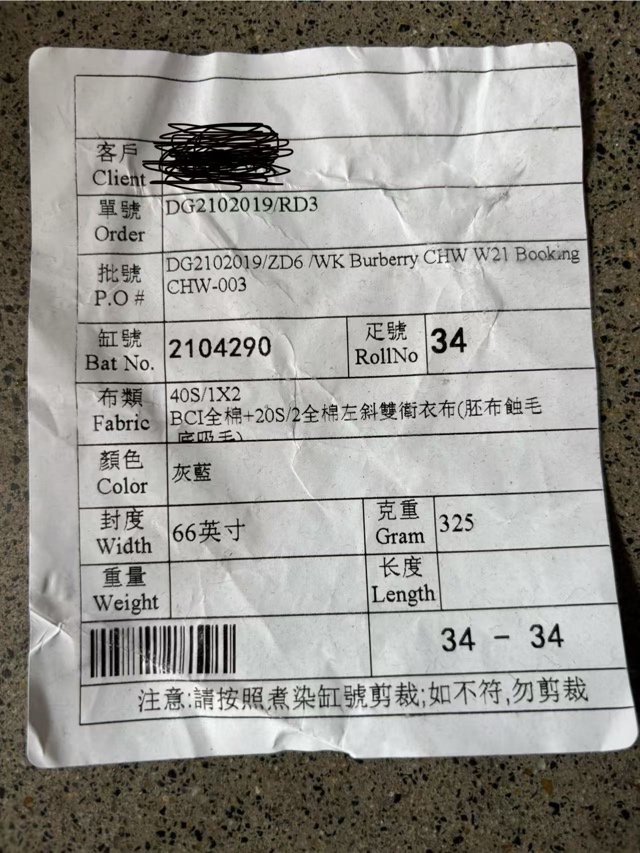 客戶
Client
單號
Order
DG2102019/RD3
批號
P.O #
DG2102019/ZD6 /WK Burberry CHW W21 Booking
CHW-003
缸號
Bat No.
2104290
疋號
RollNo
34
布類
Fabric
40S/1X2
BCI全棉+20S/2全棉左斜雙衛衣布(胚布蝕毛
底吸毛)
顏色
Color
灰藍
封度
Width
66英寸
克重
Gram
325
重量
Weight
长度
Length
34 - 34
注意:請按照煮染缸號剪裁;如不符,勿剪裁